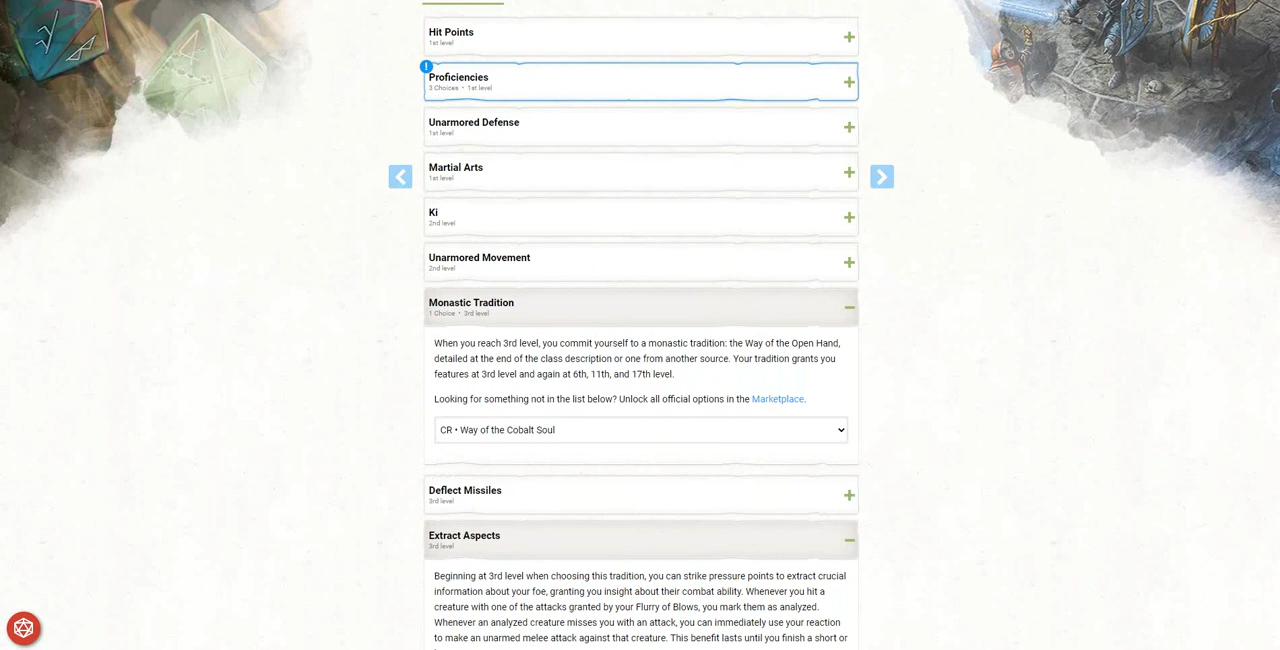 Hit Points
1st level
!
Proficiencies
3 Choices • 1st level
Unarmored Defense
1st level
Martial Arts
1st level
Ki
2nd level
Unarmored Movement
2nd level
Monastic Tradition
1 Choice • 3rd level
When you reach 3rd level, you commit yourself to a monastic tradition: the Way of the Open Hand,
detailed at the end of the class description or one from another source. Your tradition grants you
features at 3rd level and again at 6th, 11th, and 17th level.
Looking for something not in the list below? Unlock all official options in the Marketplace.
CR • Way of the Cobalt Soul
Deflect Missiles
3rd level
Extract Aspects
3rd level
Beginning at 3rd level when choosing this tradition, you can strike pressure points to extract crucial
information about your foe, granting you insight about their combat ability. Whenever you hit a
creature with one of the attacks granted by your Flurry of Blows, you mark them as analyzed.
Whenever an analyzed creature misses you with an attack, you can immediately use your reaction
to make an unarmed melee attack against that creature. This benefit lasts until you finish a short or